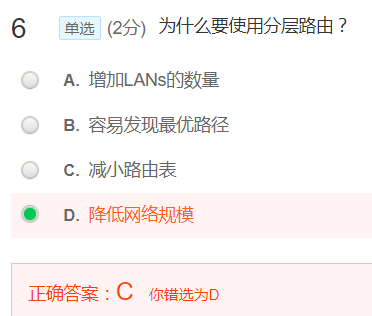 6 单选 (2分) 为什么要使用分层路由？
A. 增加LANs的数量
B. 容易发现最优路径
C. 减小路由表
D. 降低网络规模
正确答案：C 你错选为D